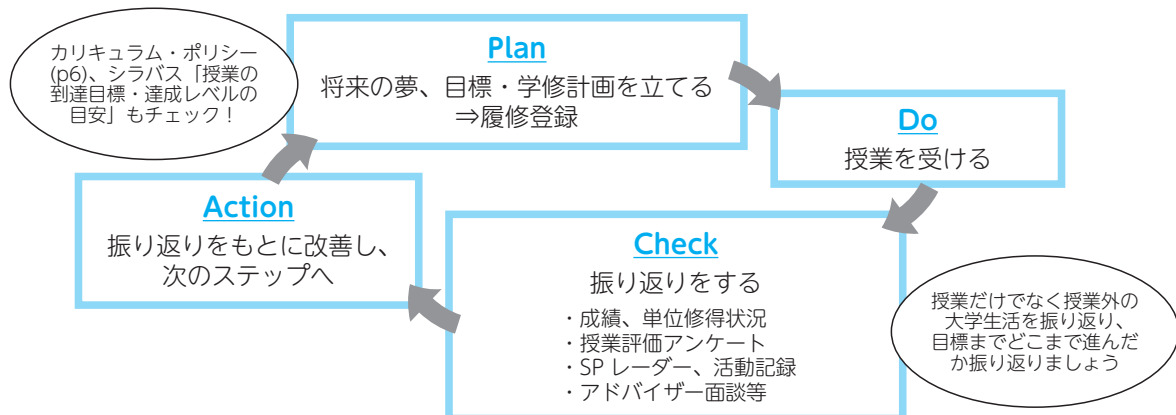 カリキュラム・ポリシー
(p6)、シラバス「授業の
到達目標・達成レベルの
目安」もチェック！
Plan
将来の夢、目標・学修計画を立てる
⇒履修登録
Do
授業を受ける
Check
振り返りをする
・成績、単位修得状況
・授業評価アンケート
・SP レーダー、活動記録
・アドバイザー面談等
授業だけでなく授業外の
大学生活を振り返り、
目標までどこまで進んだ
か振り返りましょう
Action
振り返りをもとに改善し、
次のステップへ